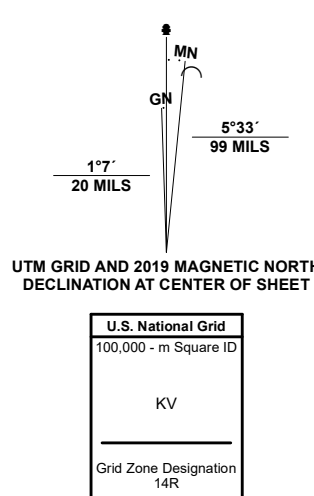 MN
GN
5°33´
99 MILS
1°7´
20 MILS
UTM GRID AND 2019 MAGNETIC NORTH
DECLINATION AT CENTER OF SHEET
U.S. National Grid
100,000 - m Square ID
KV
Grid Zone Designation
14R